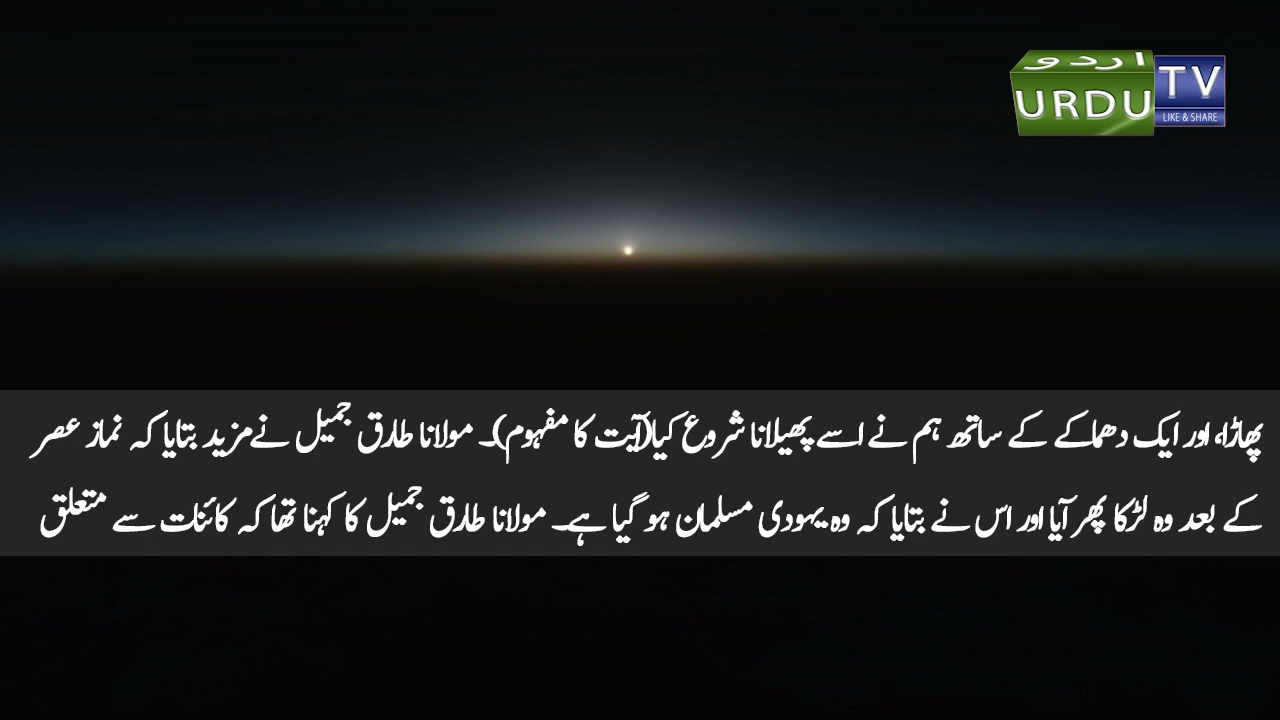 اردو
URDU TV
LIKE & SHARE
پھاڑا، اور ایک دھماکے کے ساتھ ہم نے اسے پھیلانا شروع کیا(آیت کا مفہوم)۔ مولانا طارق جمیل نے مزید بتایا کہ نماز عصر
کے بعد وہ لڑکا پھر آیا اور اس نے بتایا کہ وہ یہودی مسلمان ہو گیا ہے۔ مولانا طارق جمیل کا کہنا تھا کہ کائنات سے متعلق